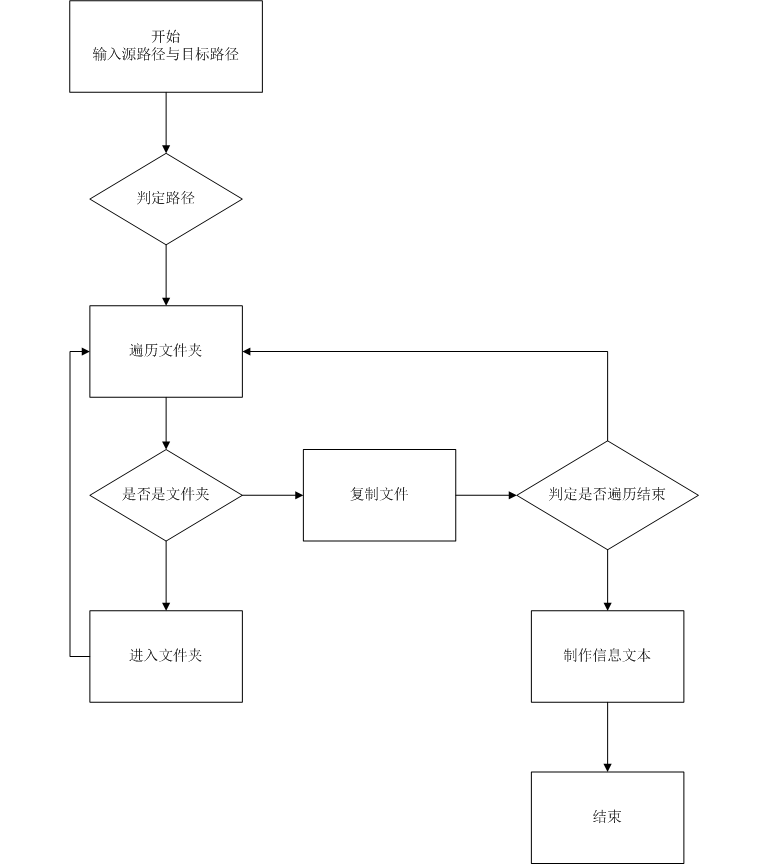 开始
输入源路径与目标路径
判定路径
遍历文件夹
是否是文件夹
复制文件
判定是否遍历结束
进入文件夹
制作信息文本
结束